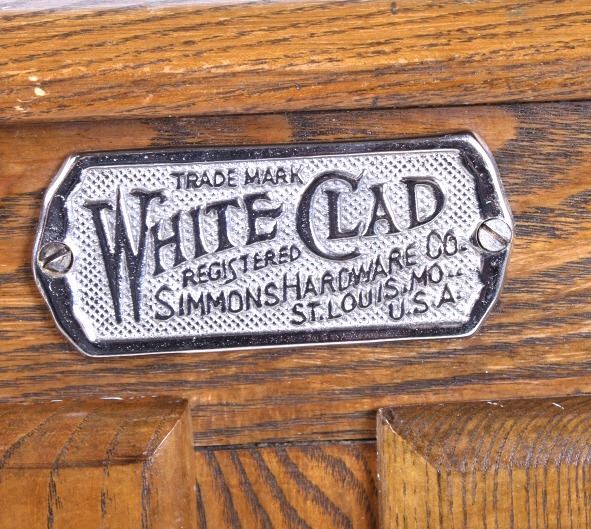 TRADE MARK
WHITE CLAD
REGISTERED
SIMMONS HARDWARE CO.
ST. LOUIS, MO..
U.S.A.